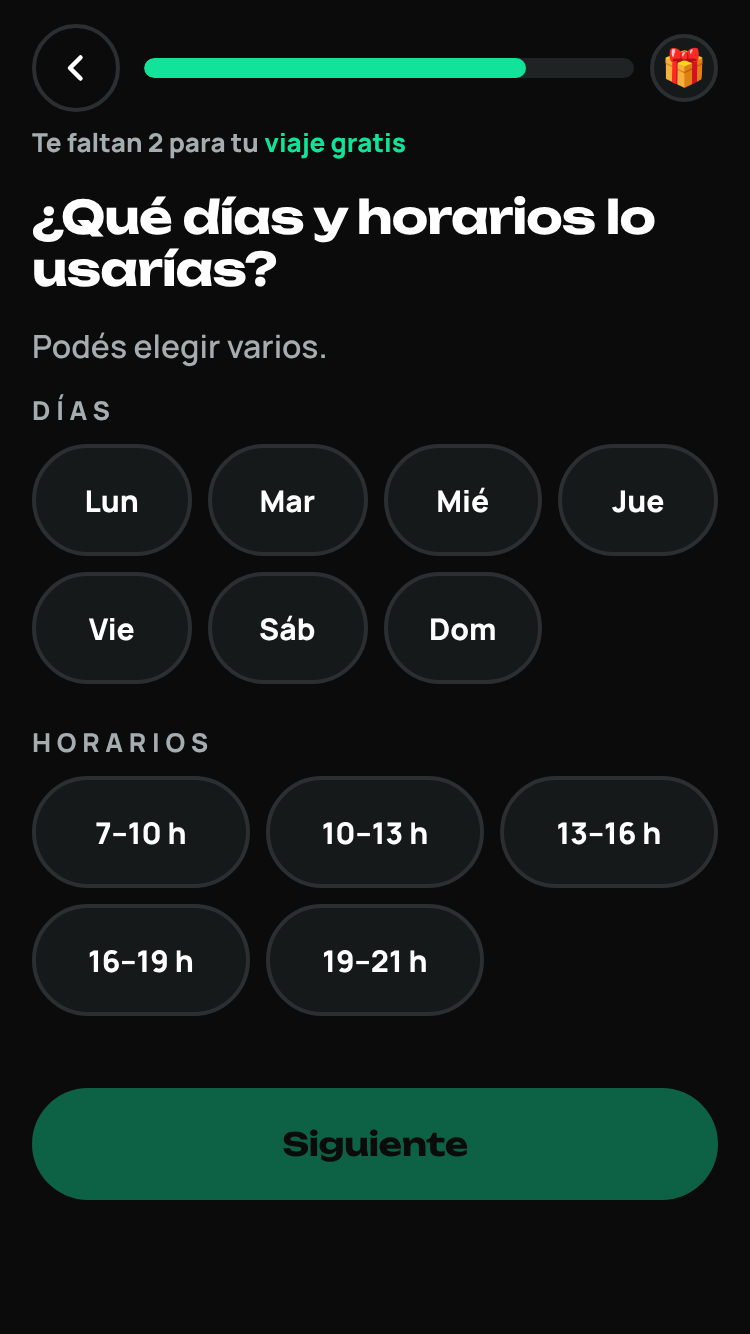 Te faltan 2 para tu viaje gratis
¿Qué días y horarios lo
usarías?
Podés elegir varios.
DÍAS
Lun Mar Mié Jue
Vie Sáb Dom
HORARIOS
7–10 h 10–13 h 13–16 h
16–19 h 19–21 h
Siguiente